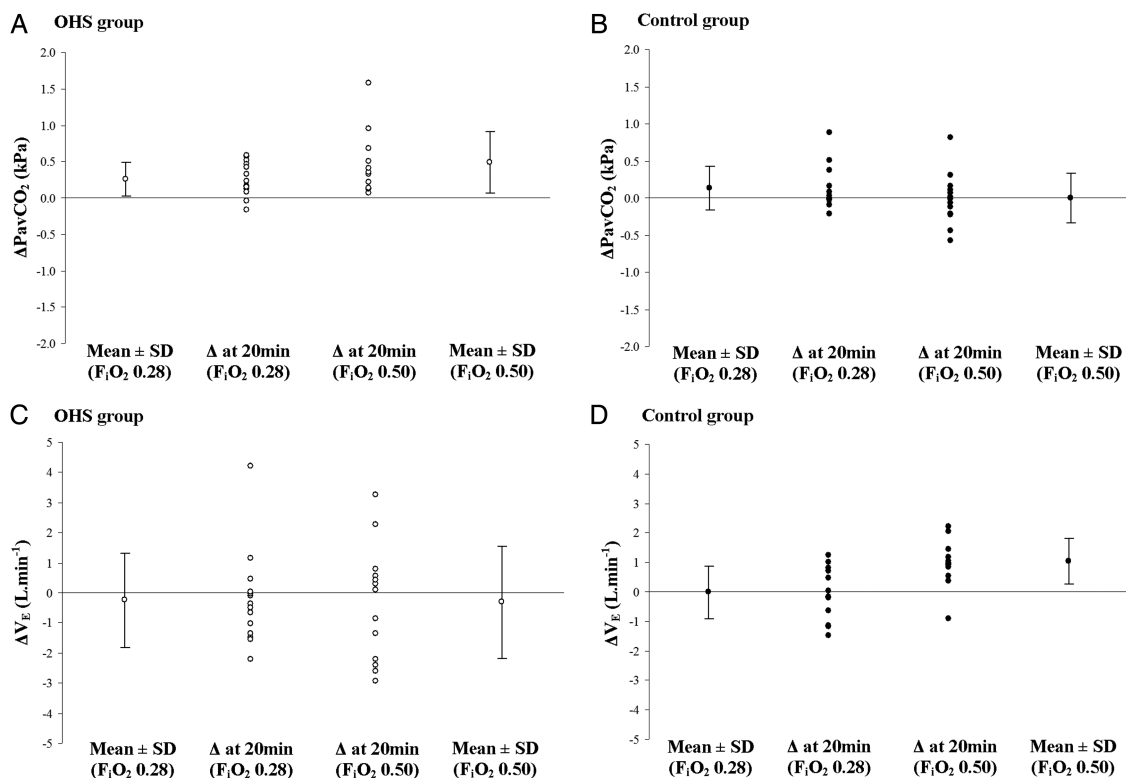 A OHS group
2.0
1.5
1.0
0.5
0.0
-0.5
-1.0
-1.5
-2.0
ΔPavCO₂ (kPa)
Mean ± SD
(FᵢO₂ 0.28)
Δ at 20min
(FᵢO₂ 0.28)
Δ at 20min
(FᵢO₂ 0.50)
Mean ± SD
(FᵢO₂ 0.50)
B Control group
2.0
1.5
1.0
0.5
0.0
-0.5
-1.0
-1.5
-2.0
ΔPavCO₂ (kPa)
Mean ± SD
(FᵢO₂ 0.28)
Δ at 20min
(FᵢO₂ 0.28)
Δ at 20min
(FᵢO₂ 0.50)
Mean ± SD
(FᵢO₂ 0.50)
C OHS group
5
4
3
2
1
0
-1
-2
-3
-4
-5
ΔV_E (L.min⁻¹)
Mean ± SD
(FᵢO₂ 0.28)
Δ at 20min
(FᵢO₂ 0.28)
Δ at 20min
(FᵢO₂ 0.50)
Mean ± SD
(FᵢO₂ 0.50)
D Control group
5
4
3
2
1
0
-1
-2
-3
-4
-5
ΔV_E (L.min⁻¹)
Mean ± SD
(FᵢO₂ 0.28)
Δ at 20min
(FᵢO₂ 0.28)
Δ at 20min
(FᵢO₂ 0.50)
Mean ± SD
(FᵢO₂ 0.50)